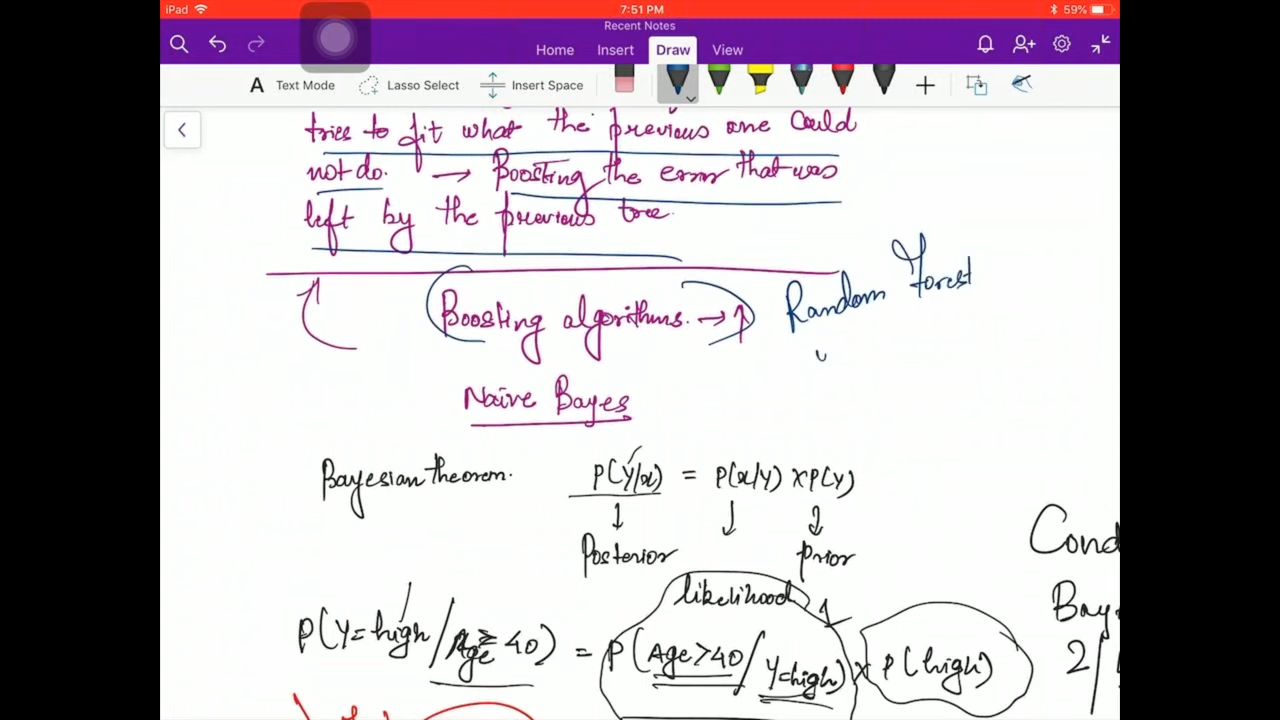 iPad 7:51 PM 59%
Recent Notes
Home Insert Draw View
A Text Mode Lasso Select Insert Space
tries to fit what the previous one could
not do. → Boosting the error that was
left by the previous tree.
Boosting algorithms. → ↑ Random Forest
Naive Bayes
Bayesian theorem. P(Y/x) = P(x/Y) x P(Y)
↓ ↓ ↓
Posterior prior
likelihood
P(Y=high/Age≥40) = P(Age>40/Y=high) x P(high)
Cond
Bay
2/